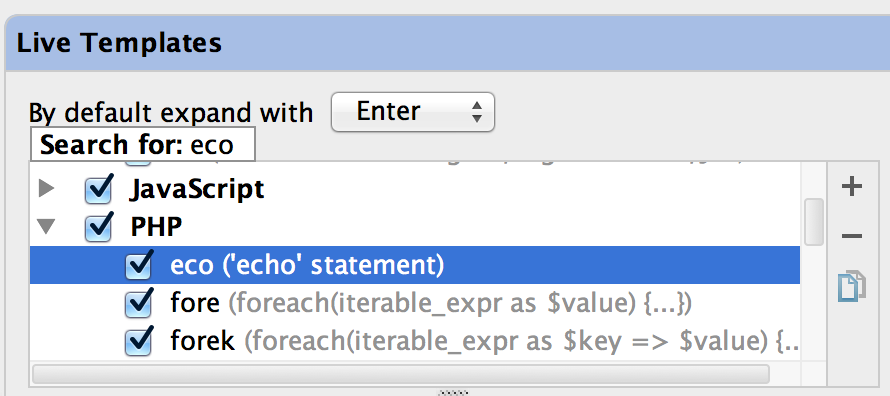 Live Templates
By default expand with Enter
Search for: eco
JavaScript
PHP
eco ('echo' statement)
fore (foreach(iterable_expr as $value) {...})
forek (foreach(iterable_expr as $key => $value) {..